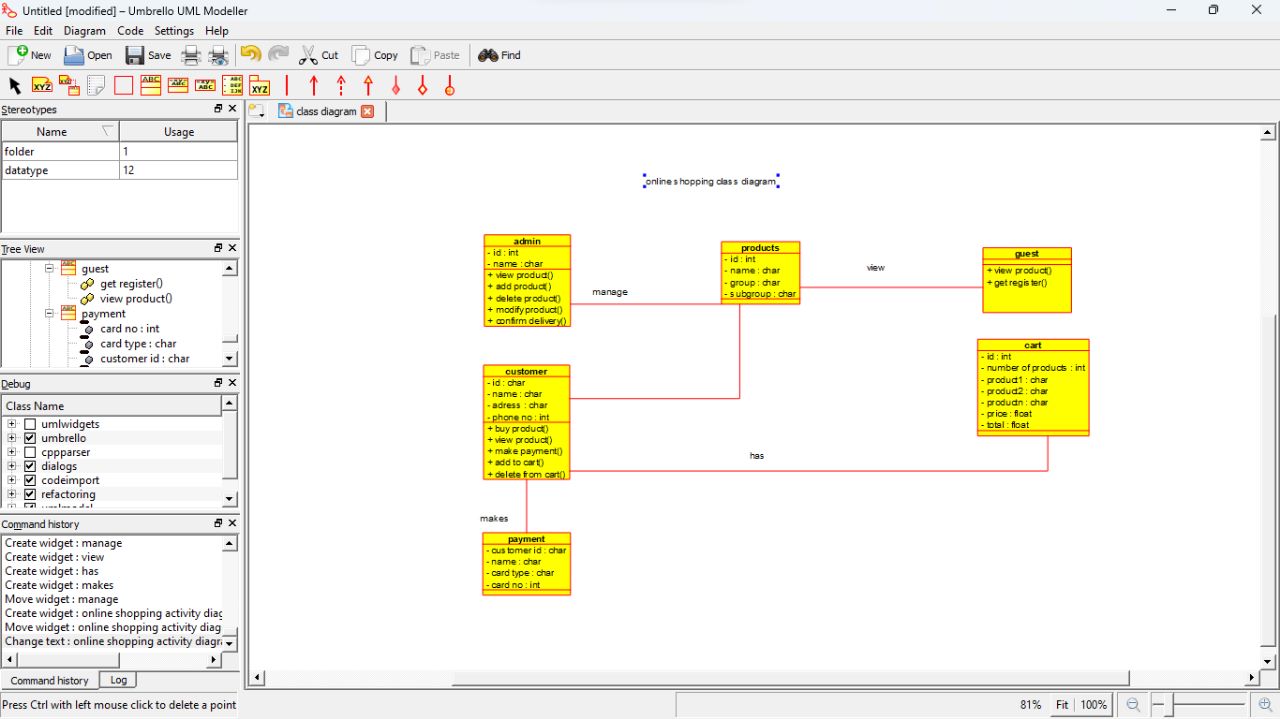 Untitled [modified] – Umbrello UML Modeller
File Edit Diagram Code Settings Help
New Open Save Cut Copy Paste Find
Stereotypes
Name Usage
folder 1
datatype 12
Tree View
guest
get register()
view product()
payment
card no : int
card type : char
customer id : char
Debug
Class Name
umlwidgets
umbrello
cppparser
dialogs
codeimport
refactoring
Command history
Create widget : manage
Create widget : view
Create widget : has
Create widget : makes
Move widget : manage
Create widget : online shopping activity diag
Move widget : online shopping activity diag
Change text : online shopping activity diagr
Command history Log
Press Ctrl with left mouse click to delete a point
class diagram
online shopping class diagram
admin
- id : int
- name : char
+ view product()
+ add product()
+ delete product()
+ modify product()
+ confirm delivery()
manage
products
- id : int
- name : char
- group : char
- subgroup : char
view
guest
+ view product()
+ get register()
customer
- id : char
- name : char
- adress : char
- phone no : int
+ buy product()
+ view product()
+ make payment()
+ add to cart()
+ delete from cart()
cart
- id : int
- number of products : int
- product1 : char
- product2 : char
- productn : char
- price : float
- total : float
has
makes
payment
- customer id : char
- name : char
- card type : char
- card no : int
81% Fit 100%